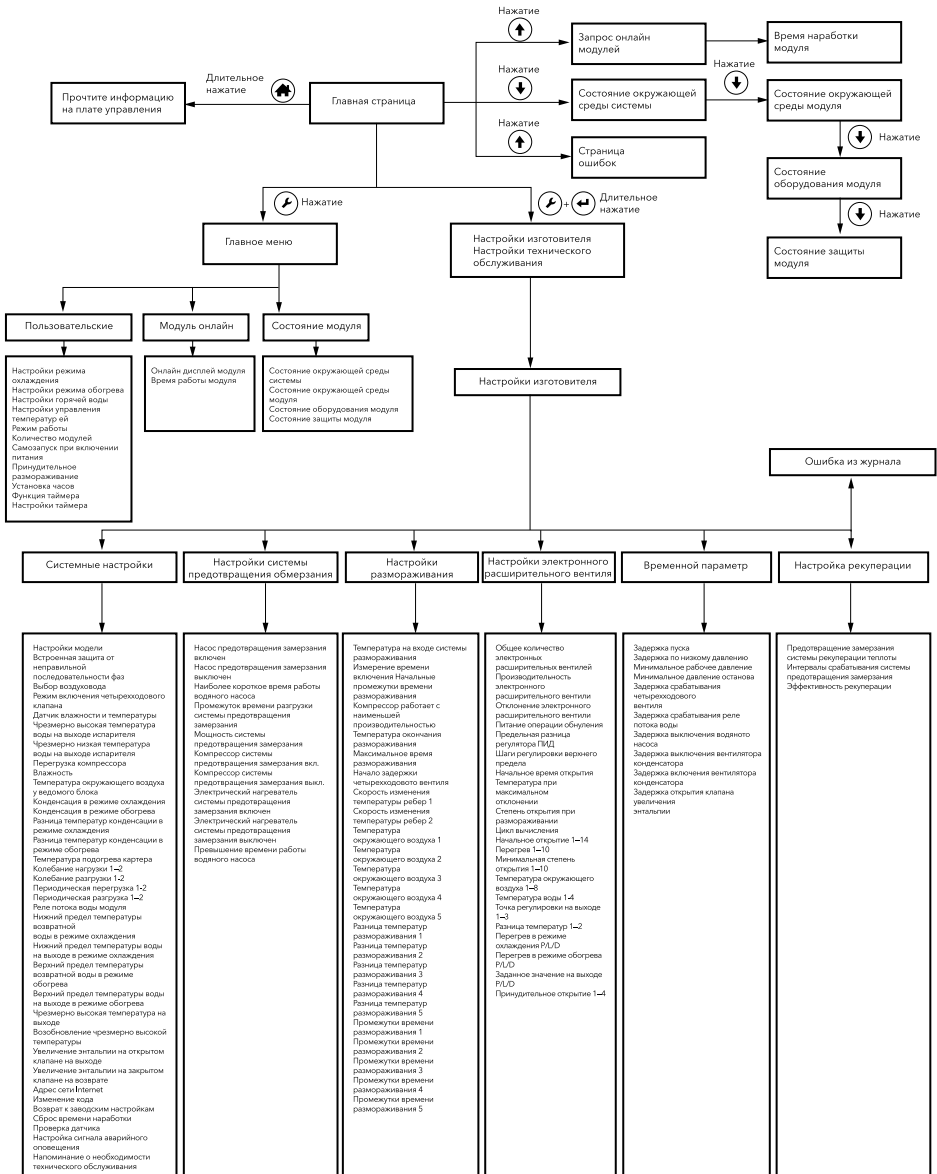 Нажатие
Запрос онлайн
модулей
Время наработки
модуля
Длительное
нажатие
Прочтите информацию
на плате управления
Главная страница
Нажатие
Состояние окружающей
среды системы
Нажатие
Состояние окружающей
среды модуля
Нажатие
Нажатие
Страница
ошибок
Состояние
оборудования модуля
Нажатие
Состояние защиты
модуля
Нажатие
+
Длительное
нажатие
Главное меню
Настройки изготовителя
Настройки технического
обслуживания
Пользовательские
Модуль онлайн
Состояние модуля
Настройки режима
охлаждения
Настройки режима обогрева
Настройки горячей воды
Настройки управления
температур ей
Режим работы
Количество модулей
Самозапуск при включении
питания
Принудительное
размораживание
Установка часов
Функция таймера
Настройки таймера
Онлайн дисплей модуля
Время работы модуля
Состояние окружающей среды
системы
Состояние окружающей среды
модуля
Состояние оборудования модуля
Состояние защиты модуля
Настройки изготовителя
Ошибка из журнала
Системные настройки
Настройки системы
предотвращения обмерзания
Настройки
размораживания
Настройки электронного
расширительного вентиля
Временной параметр
Настройка рекуперации
Настройки модели
Встроенная защита от
неправильной
последовательности фаз
Выбор воздуховода
Режим включения четырехходового
клапана
Датчик влажности и температуры
Чрезмерно высокая температура
воды на выходе испарителя
Чрезмерно низкая температура
воды на выходе испарителя
Перегрузка компрессора
Влажность
Температура окружающего воздуха
у ведомого блока
Конденсация в режиме охлаждения
Конденсация в режиме обогрева
Разница температур конденсации в
режиме охлаждения
Разница температур конденсации в
режиме обогрева
Температура подогрева картера
Колебание нагрузки 1–2
Колебание разгрузки 1-2
Периодическая перегрузка 1-2
Периодическая разгрузка 1–2
Реле потока воды модуля
Нижний предел температуры
возвратной
воды в режиме охлаждения
Нижний предел температуры воды
на выходе в режиме охлаждения
Верхний предел температуры
возвратной воды в режиме
обогрева
Верхний предел температуры воды
на выходе в режиме обогрева
Чрезмерно высокая температура на
выходе
Возобновление чрезмерно высокой
температуры
Увеличение энтальпии на открытом
клапане на выходе
Увеличение энтальпии на закрытом
клапане на возврате
Адрес сети Internet
Изменение кода
Возврат к заводским настройкам
Сброс времени наработки
Проверка датчика
Настройка сигнала аварийного
оповещения
Напоминание о необходимости
технического обслуживания
Насос предотвращения замерзания
включен
Насос предотвращения замерзания
выключен
Наиболее короткое время работы
водяного насоса
Промежуток времени разгрузки
системы предотвращения
замерзания
Мощность системы
предотвращения замерзания
Компрессор системы
предотвращения замерзания вкл.
Компрессор системы
предотвращения замерзания выкл.
Электрический нагреватель
системы предотвращения
замерзания включен
Электрический нагреватель
системы предотвращения
замерзания выключен
Превышение времени работы
водяного насоса
Температура на входе системы
размораживания
Измерение времени
включения Начальные
промежутки времени
размораживания
Компрессор работает с
наименьшей
производительностью
Температура окончания
размораживания
Максимальное время
размораживания
Начало задержки
четырехходовото вентиля
Скорость изменения
температуры ребер 1
Скорость изменения
температуры ребер 2
Температура
окружающего воздуха 1
Температура
окружающего воздуха 2
Температура
окружающего воздуха 3
Температура
окружающего воздуха 4
Температура
окружающего воздуха 5
Разница температур
размораживания 1
Разница температур
размораживания 2
Разница температур
размораживания 3
Разница температур
размораживания 4
Разница температур
размораживания 5
Промежутки времени
размораживания 1
Промежутки времени
размораживания 2
Промежутки времени
размораживания 3
Промежутки времени
размораживания 4
Промежутки времени
размораживания 5
Общее количество
электронных
расширительных вентилей
Производительность
электронного
расширительного вентили
Отклонение электронного
расширительного вентили
Питание операции обнуления
Предельная разница
регулятора ПИД
Шаги регулировки верхнего
предела
Начальное время открытия
Температура при
максимальном
отклонении
Степень открытия при
размораживании
Цикл вычисления
Начальное открытие 1–14
Перегрев 1–10
Минимальная степень
открытия 1–10
Температура окружающего
воздуха 1–8
Температура воды 1-4
Точка регулировки на выходе
1–3
Разница температур 1–2
Перегрев в режиме
охлаждения P/L/D
Перегрев в режиме обогрева
P/L/D
Заданное значение на выходе
P/L/D
Принудительное открытие 1–4
Задержка пуска
Задержка по низкому давлению
Минимальное рабочее давление
Минимальное давление останова
Задержка срабатывания
четырехходового
вентиля
Задержка срабатывания реле
потока воды
Задержка выключения водяното
насоса
Задержка выключения вентилятора
конденсатора
Задержка включения вентилятора
конденсатора
Задержка открытия клапана
увеличения
энтальпии
Предотвращение замерзания
системы рекуперации теплоты
Интервалы срабатывания системы
предотвращения замерзания
Эффективность рекуперации